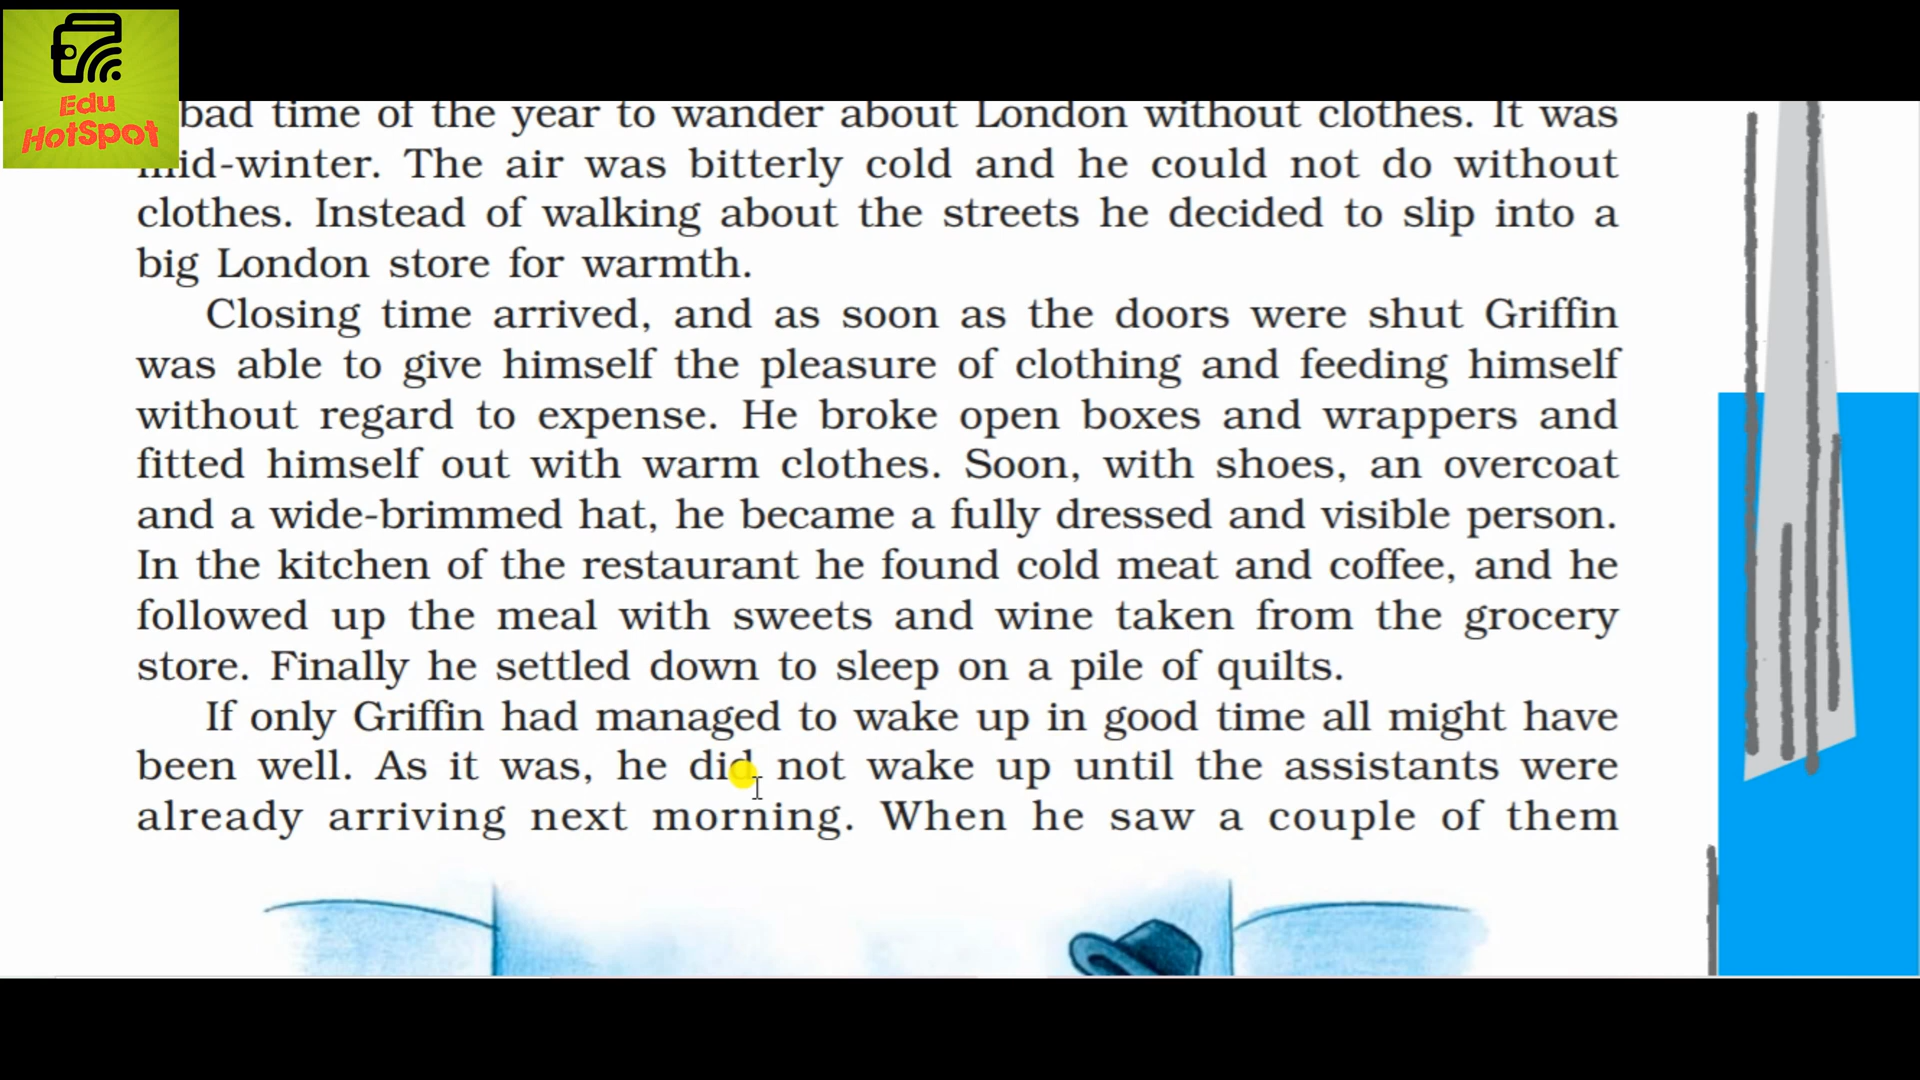 Edu
HotSpot
bad time of the year to wander about London without clothes. It was
mid-winter. The air was bitterly cold and he could not do without
clothes. Instead of walking about the streets he decided to slip into a
big London store for warmth.
Closing time arrived, and as soon as the doors were shut Griffin
was able to give himself the pleasure of clothing and feeding himself
without regard to expense. He broke open boxes and wrappers and
fitted himself out with warm clothes. Soon, with shoes, an overcoat
and a wide-brimmed hat, he became a fully dressed and visible person.
In the kitchen of the restaurant he found cold meat and coffee, and he
followed up the meal with sweets and wine taken from the grocery
store. Finally he settled down to sleep on a pile of quilts.
If only Griffin had managed to wake up in good time all might have
been well. As it was, he did not wake up until the assistants were
already arriving next morning. When he saw a couple of them